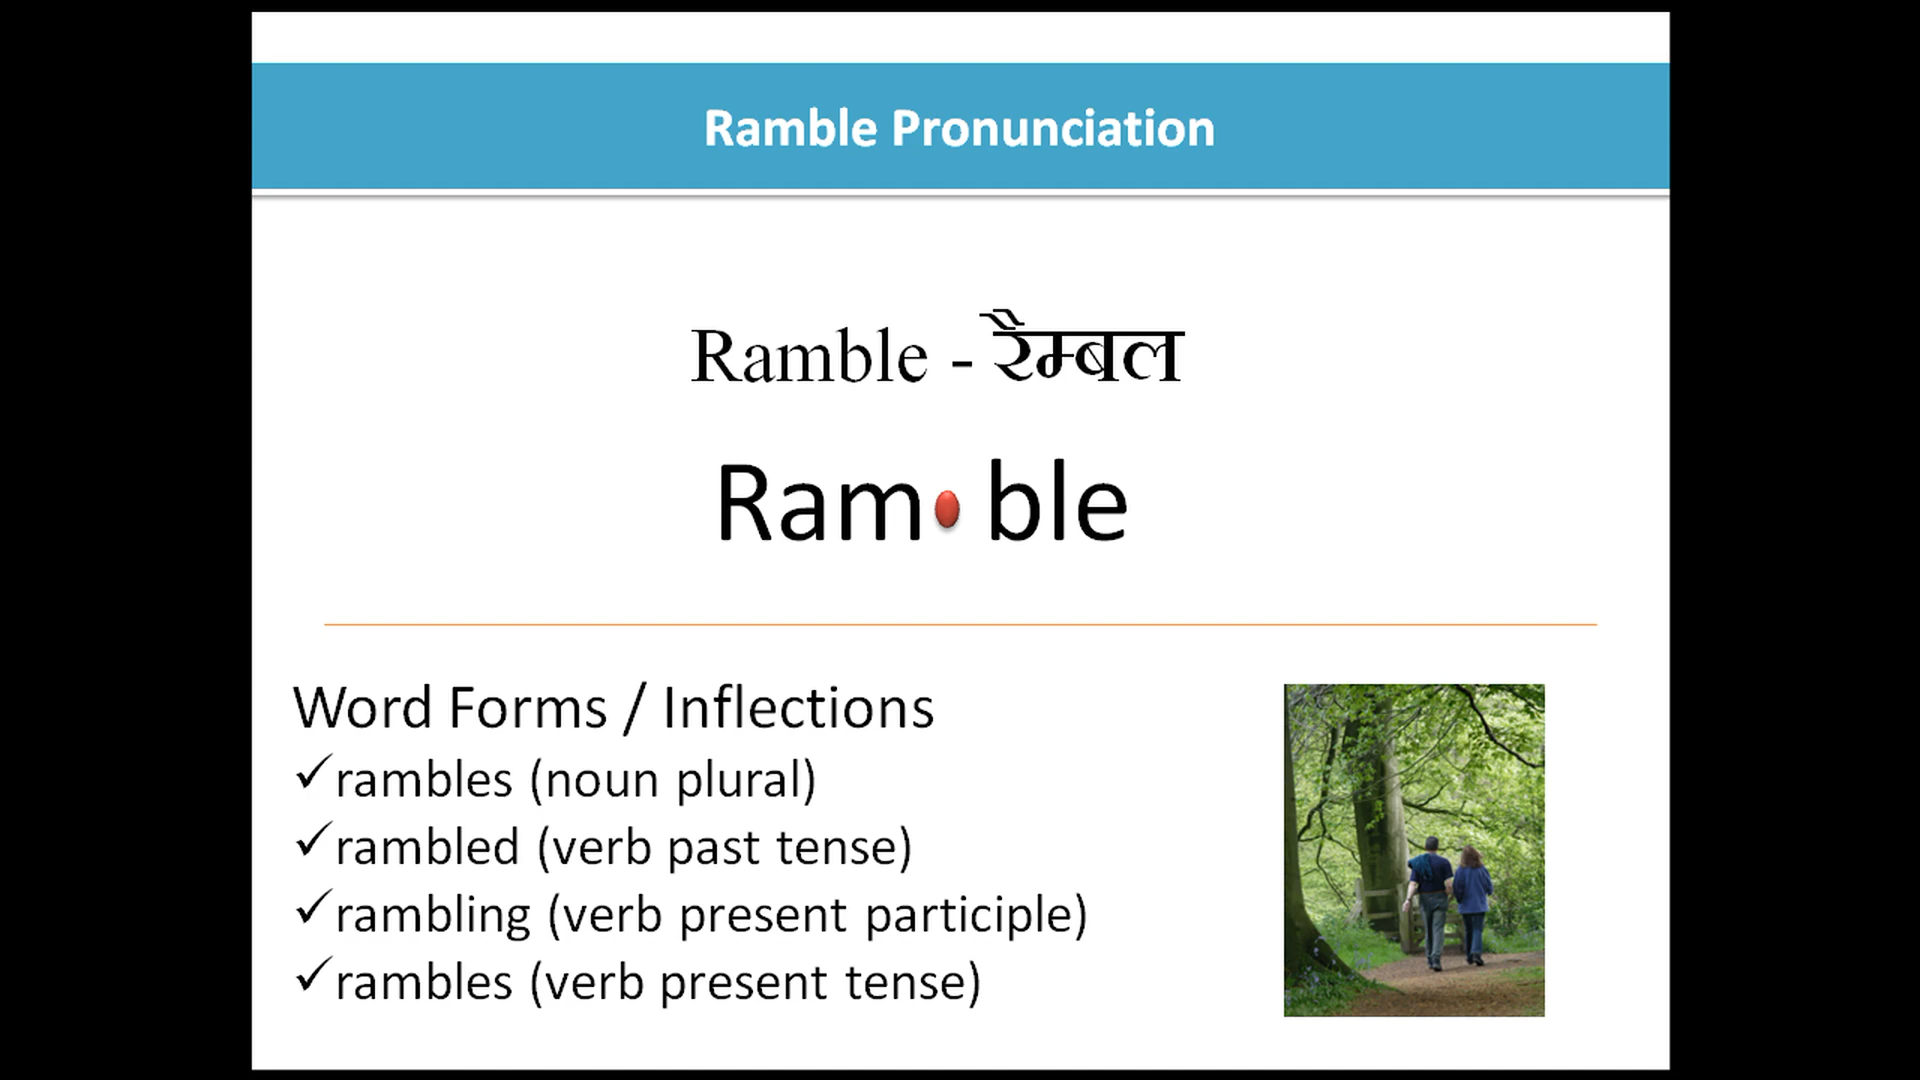 Ramble Pronunciation
Ramble - रैम्बल
Ram • ble
Word Forms / Inflections
✓rambles (noun plural)
✓rambled (verb past tense)
✓rambling (verb present participle)
✓rambles (verb present tense)